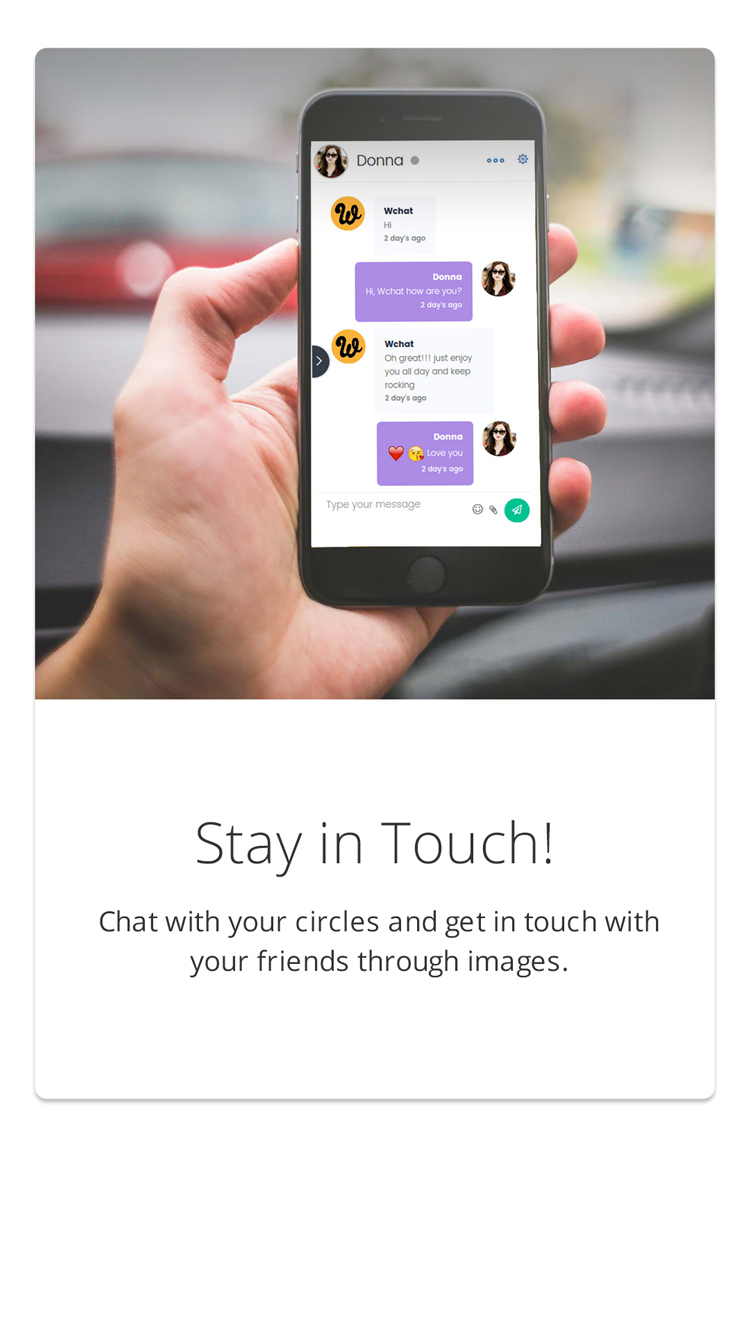 Donna
W
Wchat
Hi
2 day's ago
Donna
Hi, Wchat how are you?
2 day's ago
W
Wchat
Oh great!!! just enjoy
you all day and keep
rocking
2 day's ago
Donna
❤️ 😘 Love you
2 day's ago
Type your message
Stay in Touch!
Chat with your circles and get in touch with
your friends through images.